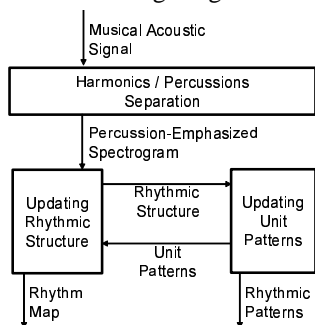 Musical Acoustic
Signal
Harmonics / Percussions
Separation
Percussion-Emphasized
Spectrogram
Updating
Rhythmic
Structure
Rhythmic
Structure
Unit
Patterns
Updating
Unit
Patterns
Rhythm
Map
Rhythmic
Patterns